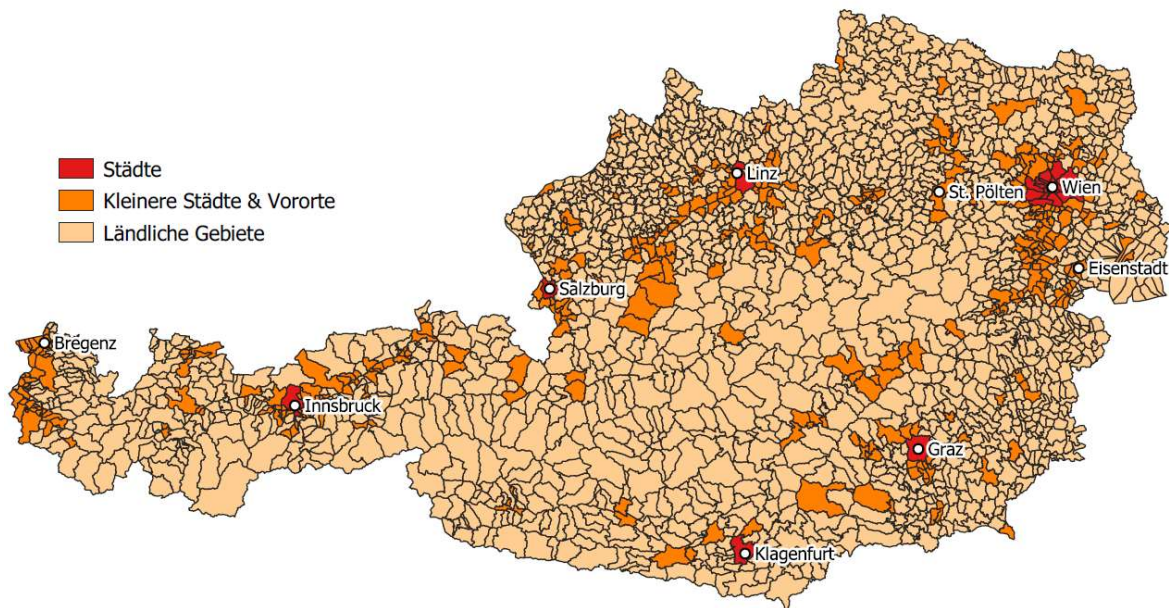 Städte
Kleinere Städte & Vororte
Ländliche Gebiete
Linz
St. Pölten
Wien
Eisenstadt
Salzburg
Bregenz
Innsbruck
Graz
Klagenfurt